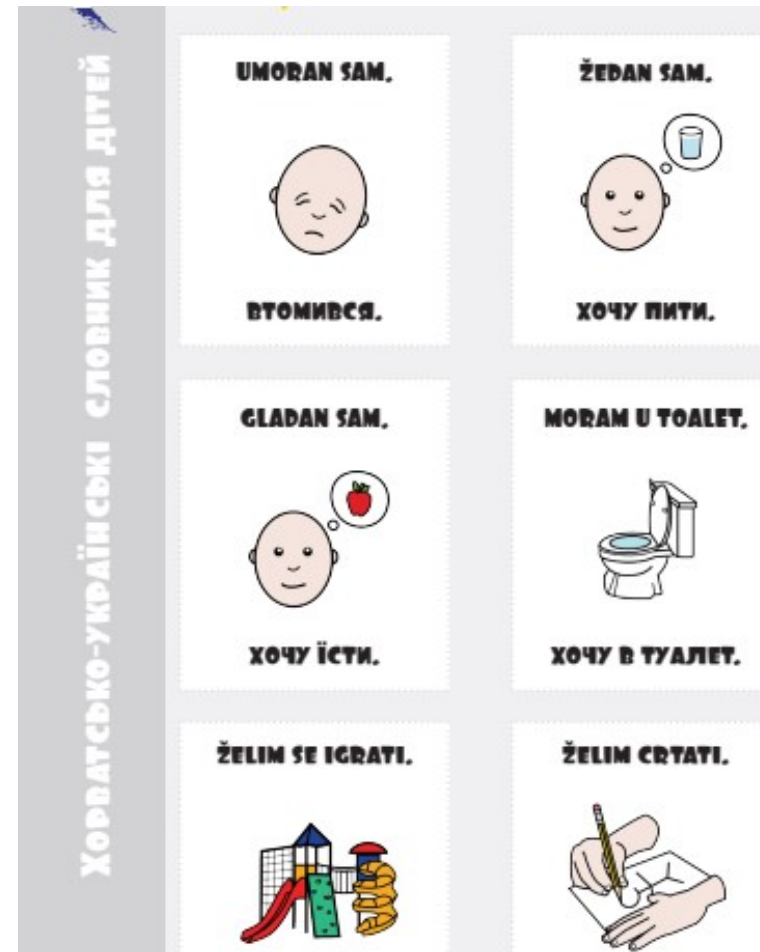 Хорватсько-українські словник для дітей
UMORAN SAM.
ВТОМИВСЯ.
ŽEDAN SAM.
ХОЧУ ПИТИ.
GLADAN SAM.
ХОЧУ ЇСТИ.
MORAM U TOALET.
ХОЧУ В ТУАЛЕТ.
ŽELIM SE IGRATI.
ŽELIM CRTATI.